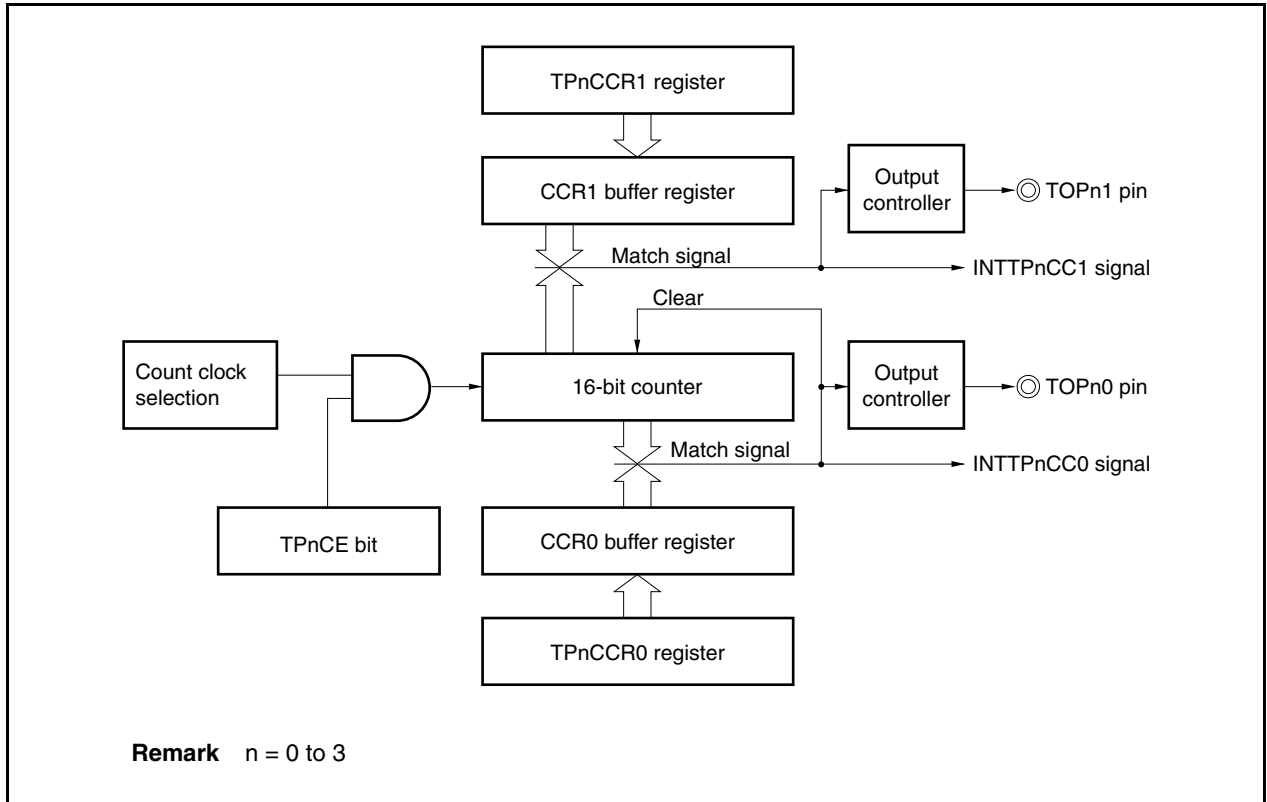 TPnCCR1 register
CCR1 buffer register
Output
controller
TOPn1 pin
Match signal
INTTPnCC1 signal
Clear
Count clock
selection
16-bit counter
Output
controller
TOPn0 pin
Match signal
INTTPnCC0 signal
TPnCE bit
CCR0 buffer register
TPnCCR0 register
Remark n = 0 to 3